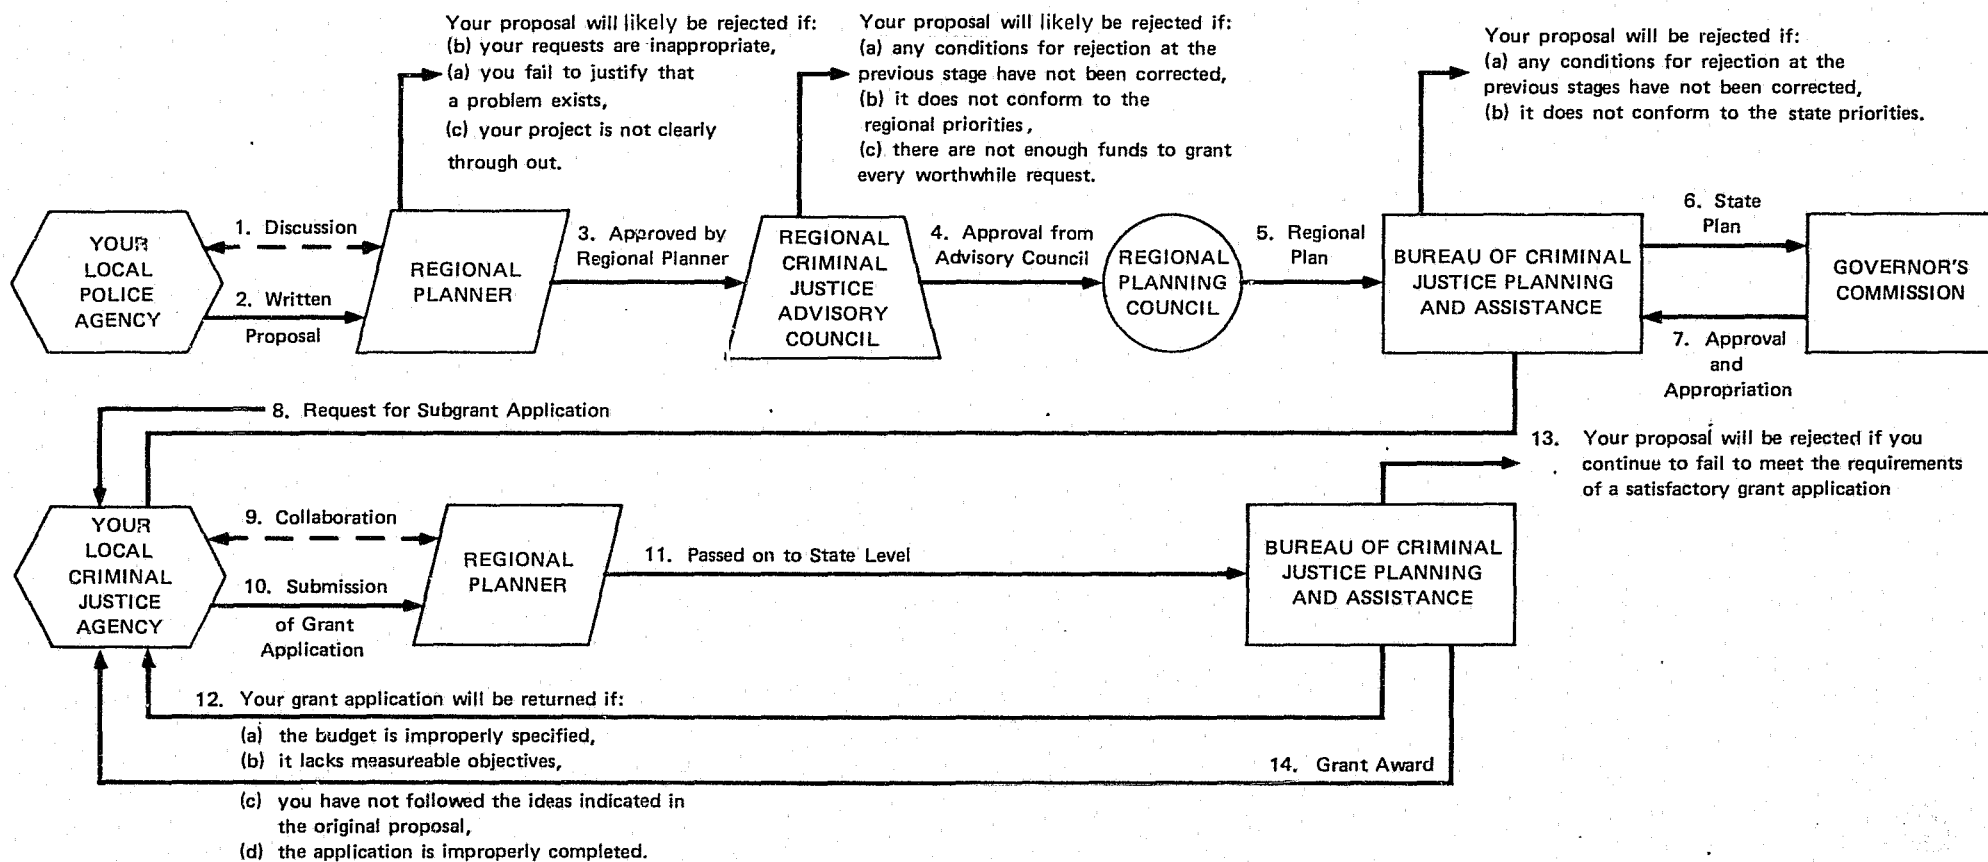 Your proposal will likely be rejected if:
(b) your requests are inappropriate,
(a) you fail to justify that
a problem exists,
(c) your project is not clearly
through out.
Your proposal will likely be rejected if:
(a) any conditions for rejection at the
previous stage have not been corrected,
(b) it does not conform to the
regional priorities,
(c) there are not enough funds to grant
every worthwhile request.
Your proposal will be rejected if:
(a) any conditions for rejection at the
previous stages have not been corrected,
(b) it does not conform to the state priorities.
YOUR
LOCAL
POLICE
AGENCY
1. Discussion
2. Written
Proposal
REGIONAL
PLANNER
3. Approved by
Regional Planner
REGIONAL
CRIMINAL
JUSTICE
ADVISORY
COUNCIL
4. Approval from
Advisory Council
REGIONAL
PLANNING
COUNCIL
5. Regional
Plan
BUREAU OF CRIMINAL
JUSTICE PLANNING
AND ASSISTANCE
6. State
Plan
7. Approval
and
Appropriation
GOVERNOR'S
COMMISSION
8. Request for Subgrant Application
YOUR
LOCAL
CRIMINAL
JUSTICE
AGENCY
9. Collaboration
10. Submission
of Grant
Application
REGIONAL
PLANNER
11. Passed on to State Level
BUREAU OF CRIMINAL
JUSTICE PLANNING
AND ASSISTANCE
13. Your proposal will be rejected if you
continue to fail to meet the requirements
of a satisfactory grant application
12. Your grant application will be returned if:
(a) the budget is improperly specified,
(b) it lacks measureable objectives,
(c) you have not followed the ideas indicated in
the original proposal,
(d) the application is improperly completed.
14. Grant Award